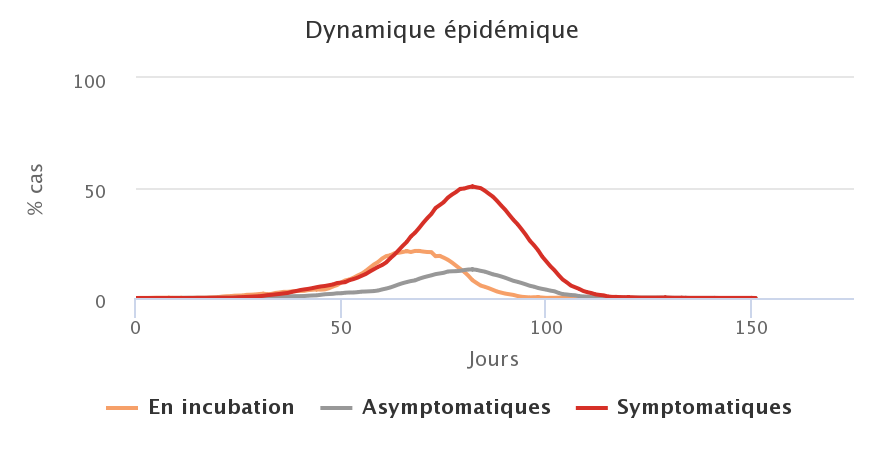 Dynamique épidémique
100
50
0
% cas
0 50 100 150
Jours
En incubation Asymptomatiques Symptomatiques